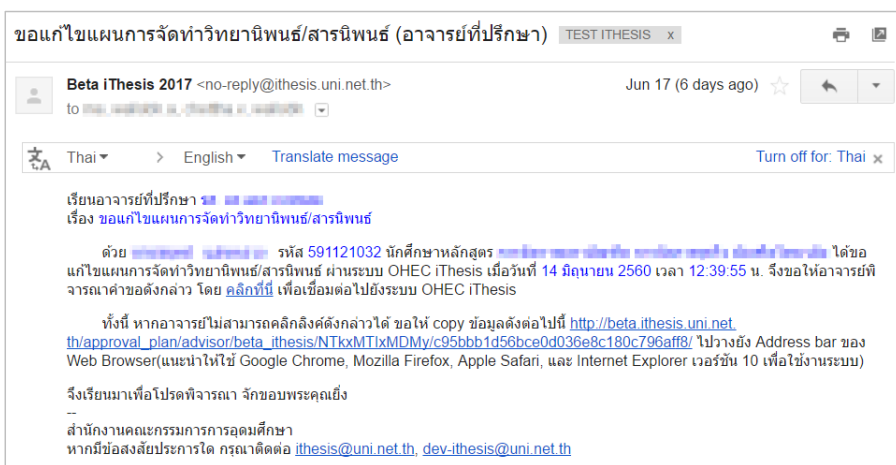 ขอแก้ไขแผนการจัดทำวิทยานิพนธ์/สารนิพนธ์ (อาจารย์ที่ปรึกษา) TEST ITHESIS x
Beta iThesis 2017 <no-reply@ithesis.uni.net.th> Jun 17 (6 days ago)
to
Thai > English Translate message Turn off for: Thai x
เรียนอาจารย์ที่ปรึกษา
เรื่อง ขอแก้ไขแผนการจัดทำวิทยานิพนธ์/สารนิพนธ์
ด้วย รหัส 591121032 นักศึกษาหลักสูตร ได้ขอ
แก้ไขแผนการจัดทำวิทยานิพนธ์/สารนิพนธ์ ผ่านระบบ OHEC iThesis เมื่อวันที่ 14 มิถุนายน 2560 เวลา 12:39:55 น. จึงขอให้อาจารย์พิ
จารณาคำขอดังกล่าว โดย คลิกที่นี่ เพื่อเชื่อมต่อไปยังระบบ OHEC iThesis
ทั้งนี้ หากอาจารย์ไม่สามารถคลิกลิงค์ดังกล่าวได้ ขอให้ copy ข้อมูลดังต่อไปนี้ http://beta.ithesis.uni.net.
th/approval_plan/advisor/beta_ithesis/NTkxMTIxMDMy/c95bbb1d56bce0d036e8c180c796aff8/ ไปวางยัง Address bar ของ
Web Browser(แนะนำให้ใช้ Google Chrome, Mozilla Firefox, Apple Safari, และ Internet Explorer เวอร์ชัน 10 เพื่อใช้งานระบบ)
จึงเรียนมาเพื่อโปรดพิจารณา จักขอบพระคุณยิ่ง
--
สำนักงานคณะกรรมการการอุดมศึกษา
หากมีข้อสงสัยประการใด กรุณาติดต่อ ithesis@uni.net.th, dev-ithesis@uni.net.th